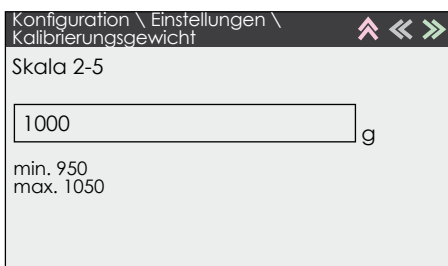 Konfiguration \ Einstellungen \
Kalibrierungsgewicht
Skala 2-5
1000
g
min. 950
max. 1050